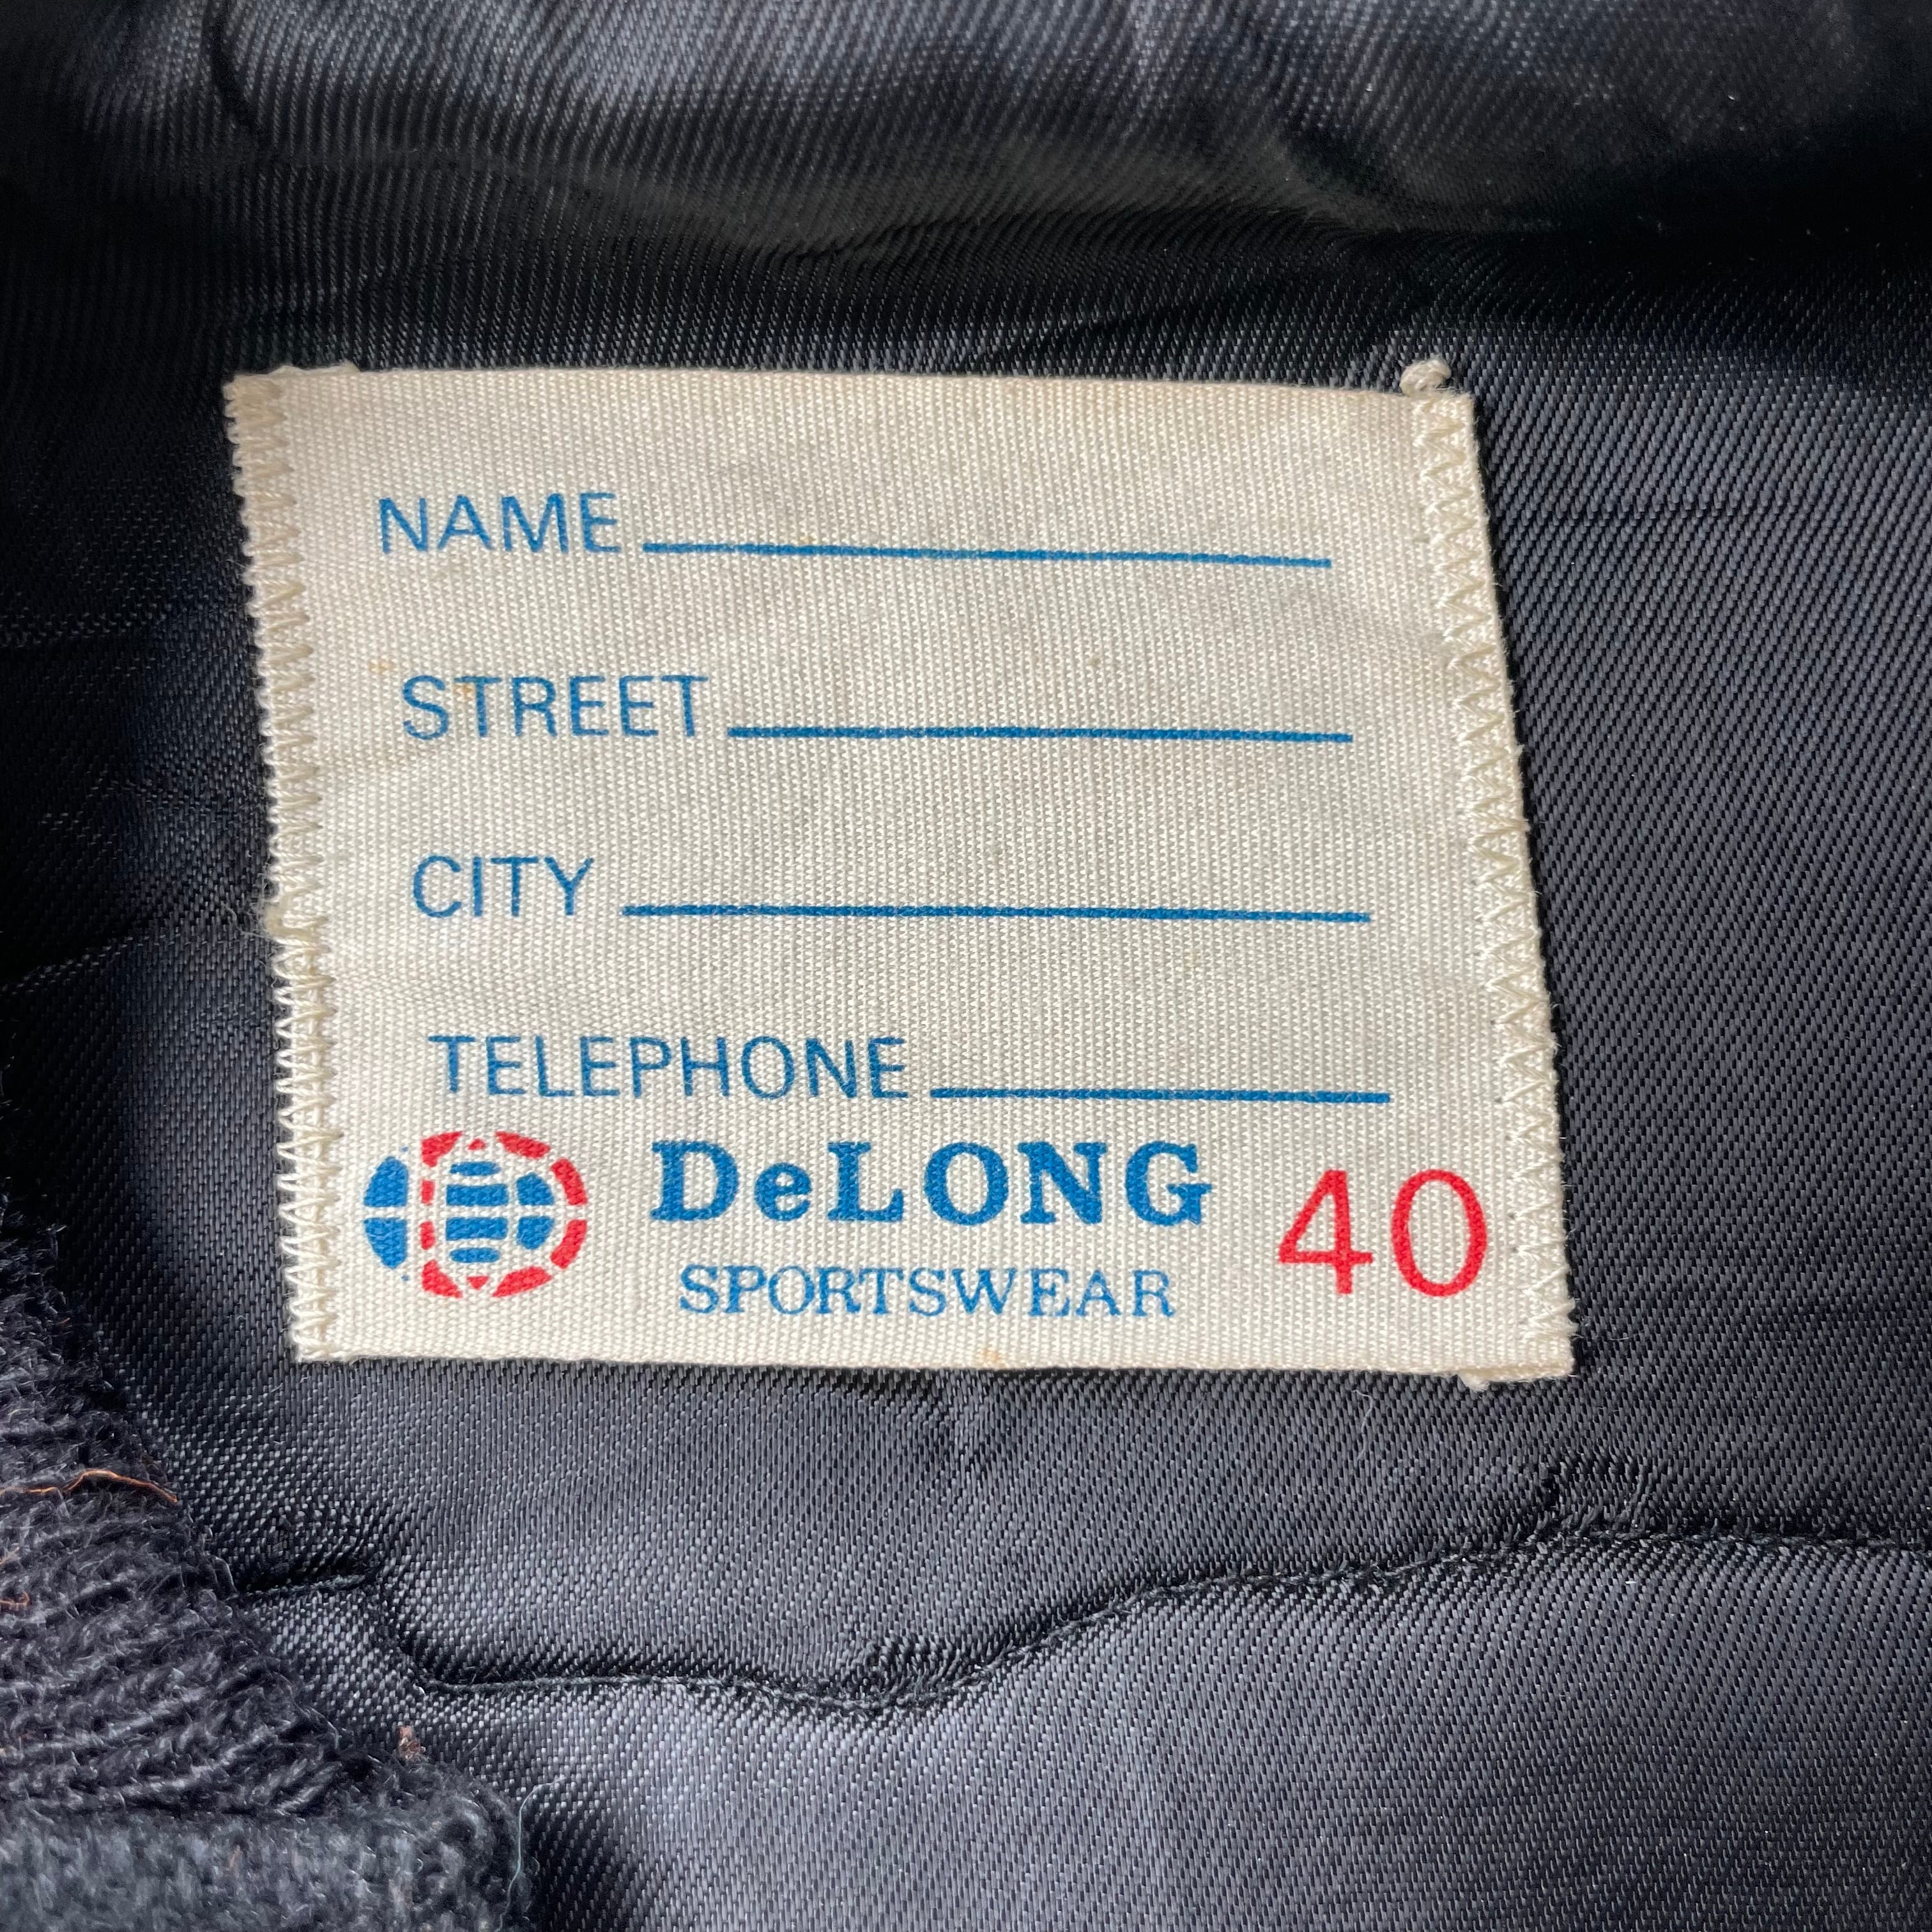 NAME
STREET
CITY
TELEPHONE
DeLONG 40
SPORTSWEAR